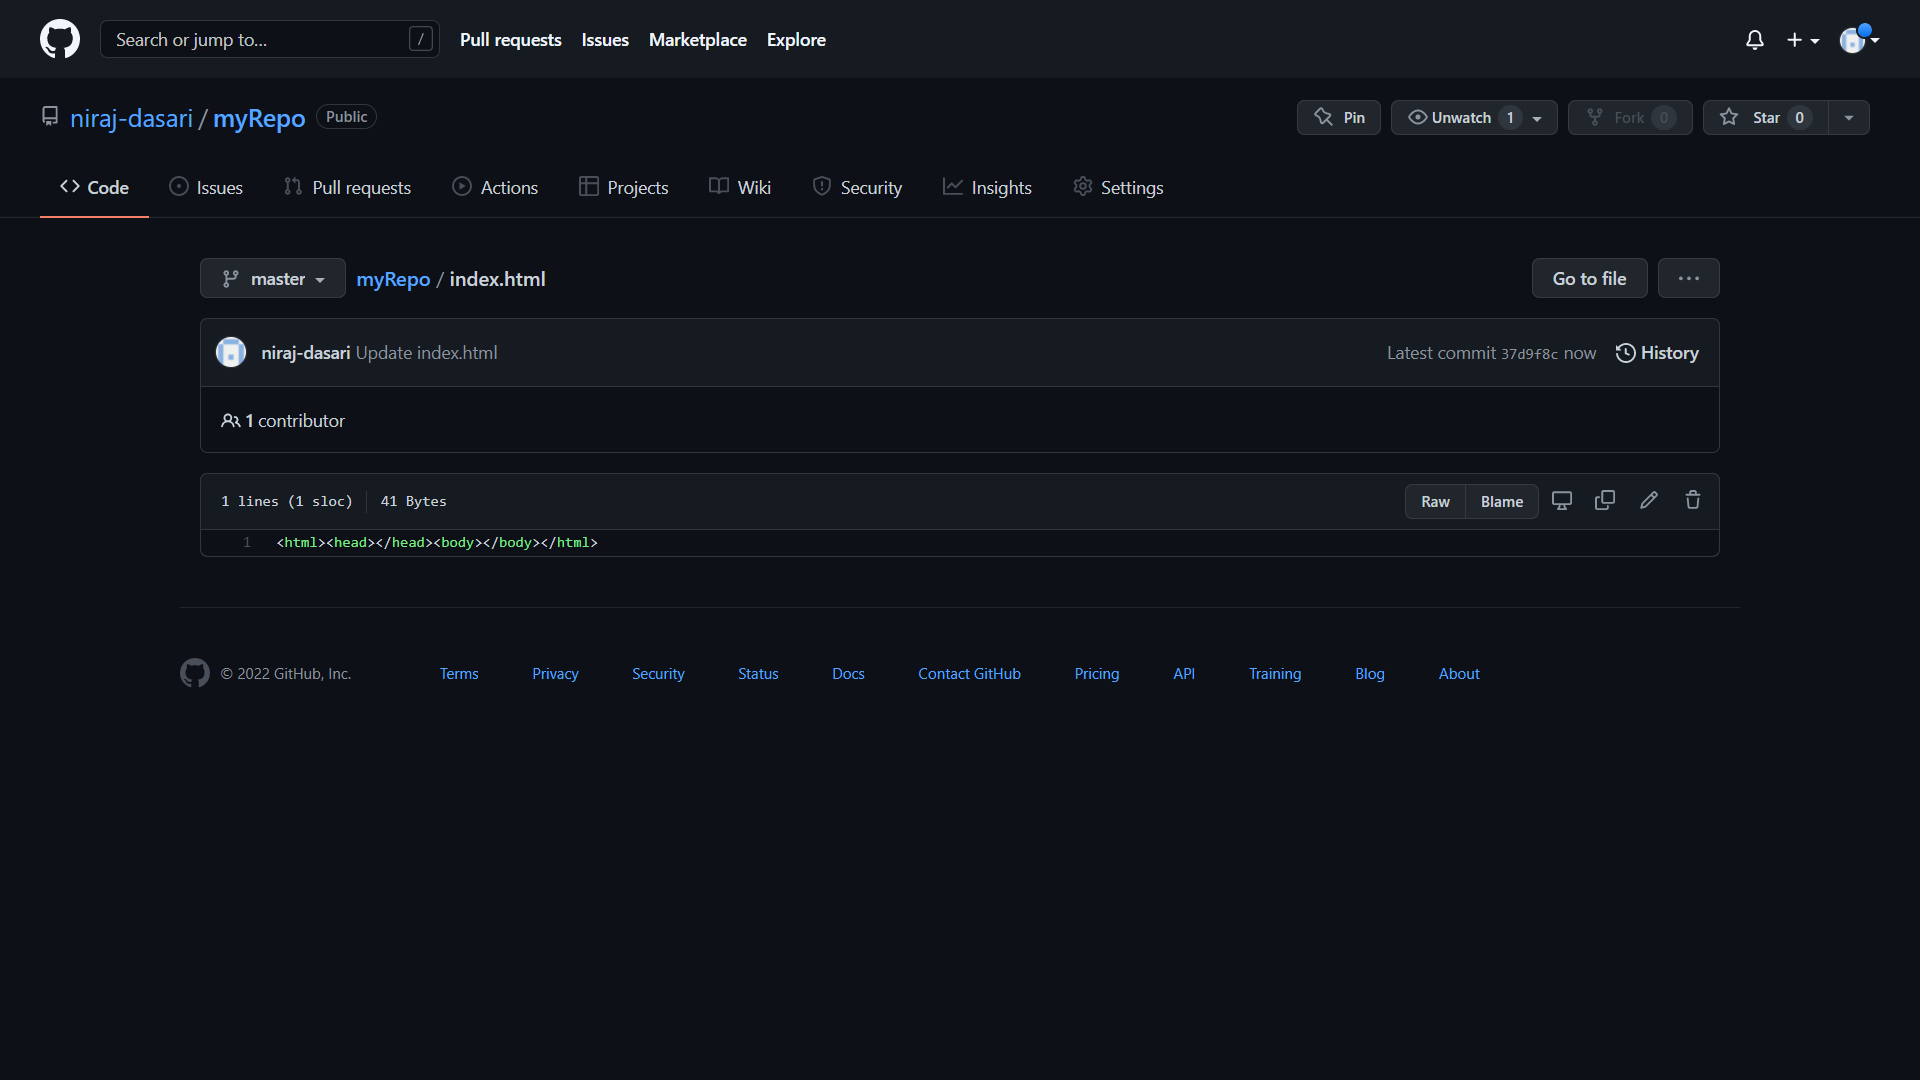 Search or jump to... / Pull requests Issues Marketplace Explore
niraj-dasari / myRepo Public Pin Unwatch 1 Fork 0 Star 0
Code Issues Pull requests Actions Projects Wiki Security Insights Settings
master myRepo / index.html Go to file ...
niraj-dasari Update index.html Latest commit 37d9f8c now History
1 contributor
1 lines (1 sloc) 41 Bytes Raw Blame
1 <html><head></head><body></body></html>
© 2022 GitHub, Inc. Terms Privacy Security Status Docs Contact GitHub Pricing API Training Blog About